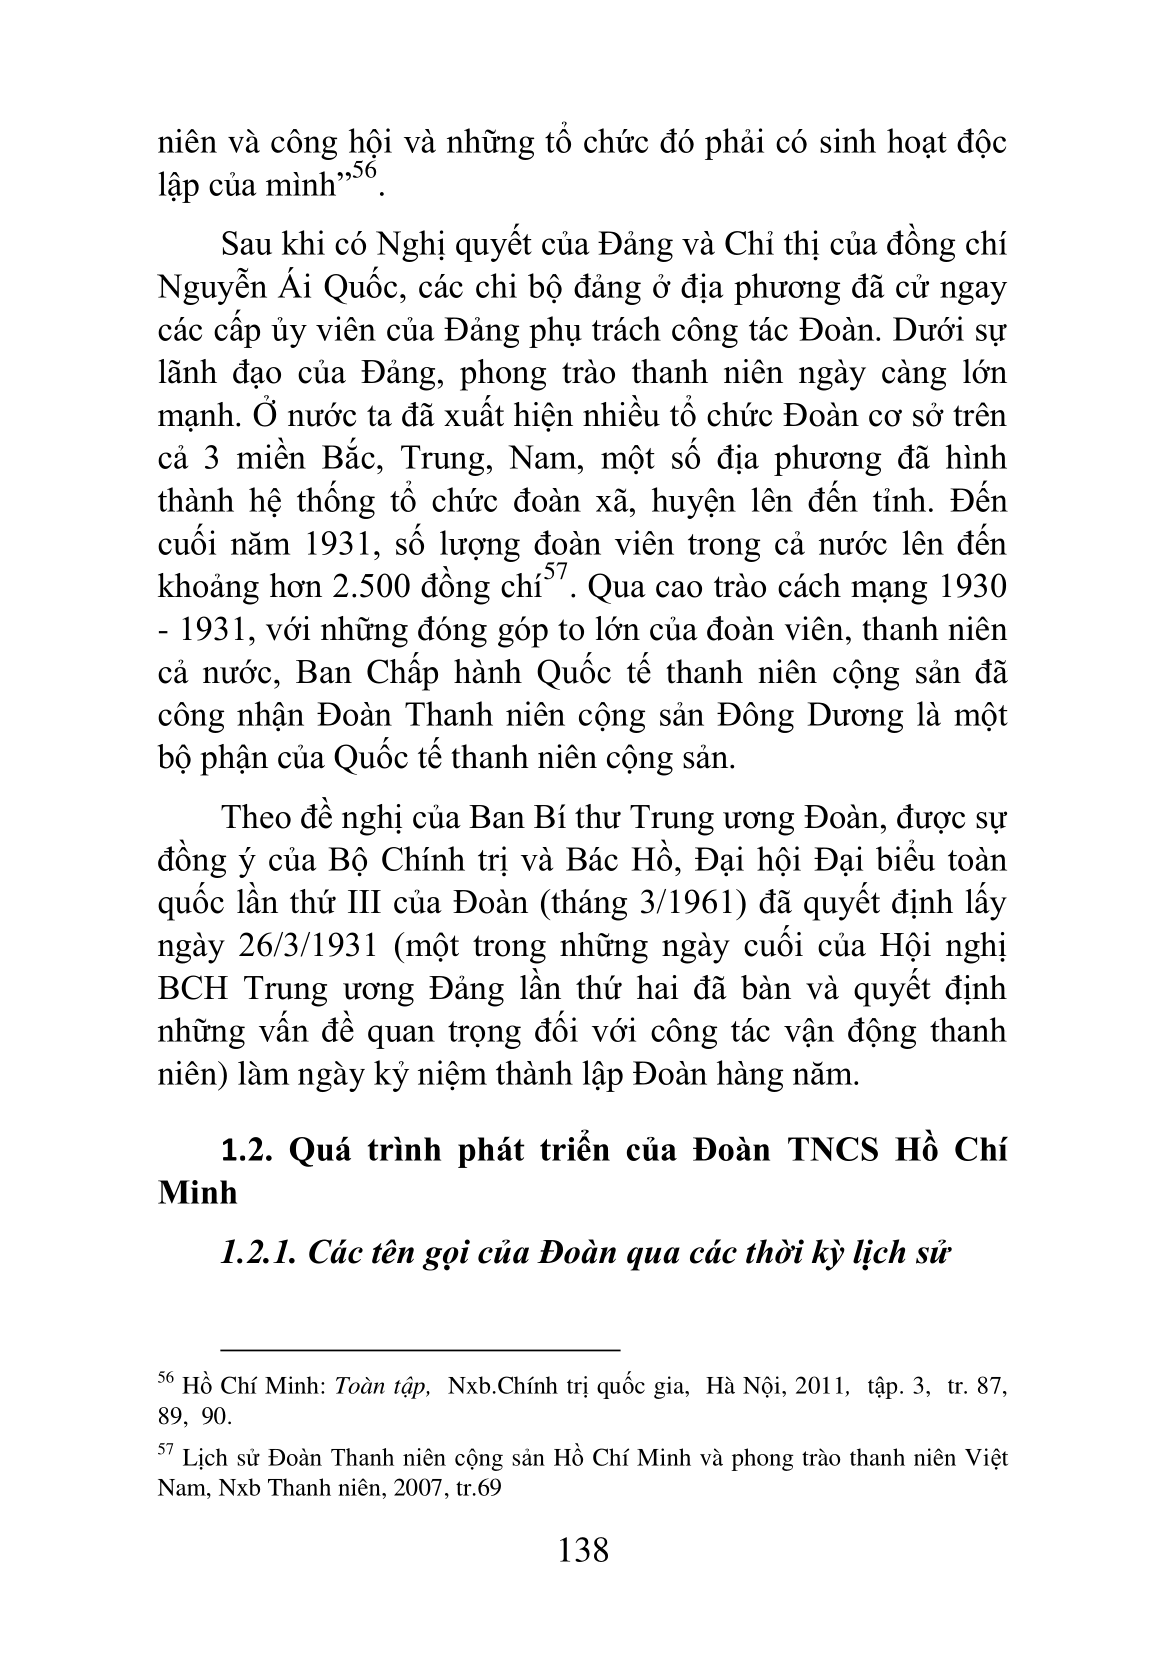 niên và công hội và những tổ chức đó phải có sinh hoạt độc
lập của mình”56.
Sau khi có Nghị quyết của Đảng và Chỉ thị của đồng chí
Nguyễn Ái Quốc, các chi bộ đảng ở địa phương đã cử ngay
các cấp ủy viên của Đảng phụ trách công tác Đoàn. Dưới sự
lãnh đạo của Đảng, phong trào thanh niên ngày càng lớn
mạnh. Ở nước ta đã xuất hiện nhiều tổ chức Đoàn cơ sở trên
cả 3 miền Bắc, Trung, Nam, một số địa phương đã hình
thành hệ thống tổ chức đoàn xã, huyện lên đến tỉnh. Đến
cuối năm 1931, số lượng đoàn viên trong cả nước lên đến
khoảng hơn 2.500 đồng chí57. Qua cao trào cách mạng 1930
- 1931, với những đóng góp to lớn của đoàn viên, thanh niên
cả nước, Ban Chấp hành Quốc tế thanh niên cộng sản đã
công nhận Đoàn Thanh niên cộng sản Đông Dương là một
bộ phận của Quốc tế thanh niên cộng sản.
Theo đề nghị của Ban Bí thư Trung ương Đoàn, được sự
đồng ý của Bộ Chính trị và Bác Hồ, Đại hội Đại biểu toàn
quốc lần thứ III của Đoàn (tháng 3/1961) đã quyết định lấy
ngày 26/3/1931 (một trong những ngày cuối của Hội nghị
BCH Trung ương Đảng lần thứ hai đã bàn và quyết định
những vấn đề quan trọng đối với công tác vận động thanh
niên) làm ngày kỷ niệm thành lập Đoàn hàng năm.
1.2. Quá trình phát triển của Đoàn TNCS Hồ Chí
Minh
1.2.1. Các tên gọi của Đoàn qua các thời kỳ lịch sử
56 Hồ Chí Minh: Toàn tập, Nxb.Chính trị quốc gia, Hà Nội, 2011, tập. 3, tr. 87,
89, 90.
57 Lịch sử Đoàn Thanh niên cộng sản Hồ Chí Minh và phong trào thanh niên Việt
Nam, Nxb Thanh niên, 2007, tr.69
138